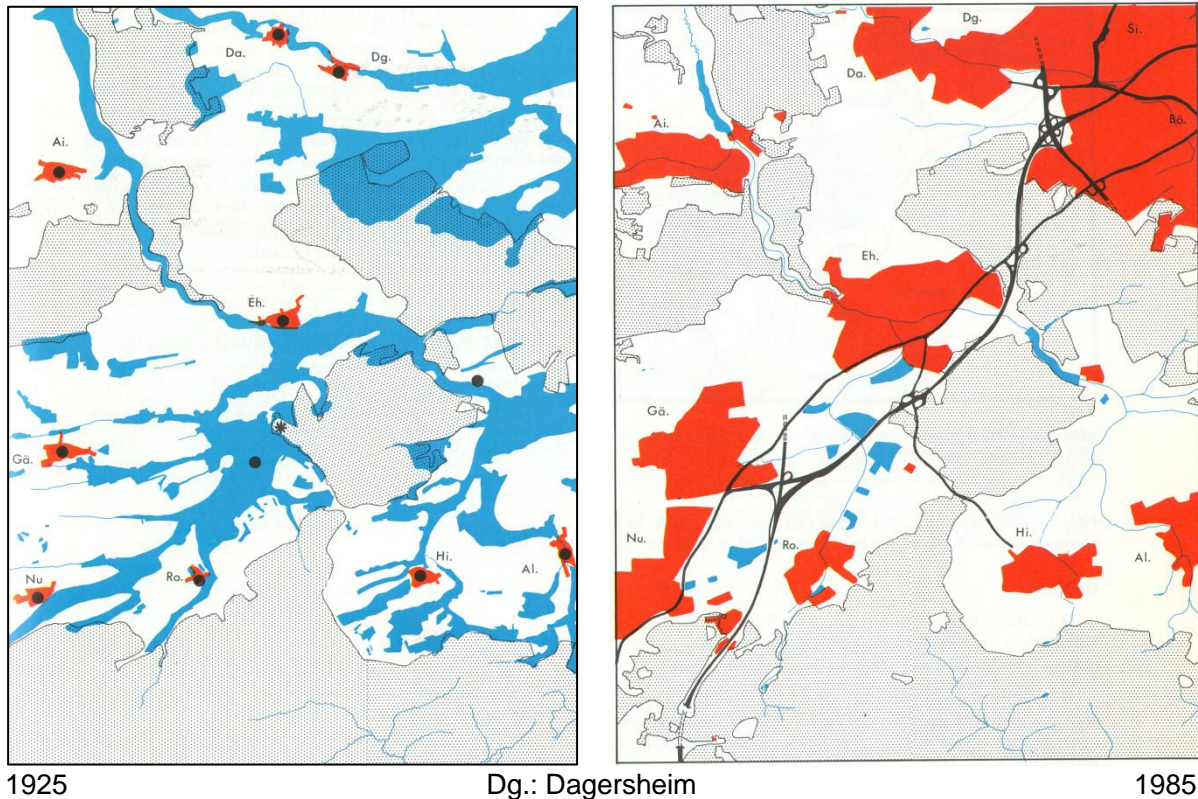 Da.
Dg.
Ai.
Eh.
Gä.
Nu
Ro.
Hi.
Al.
Dg.
Si.
Da.
Bö.
Ai.
Eh.
Gä.
Nu.
Ro.
Hi.
Al.
1925 Dg.: Dagersheim 1985